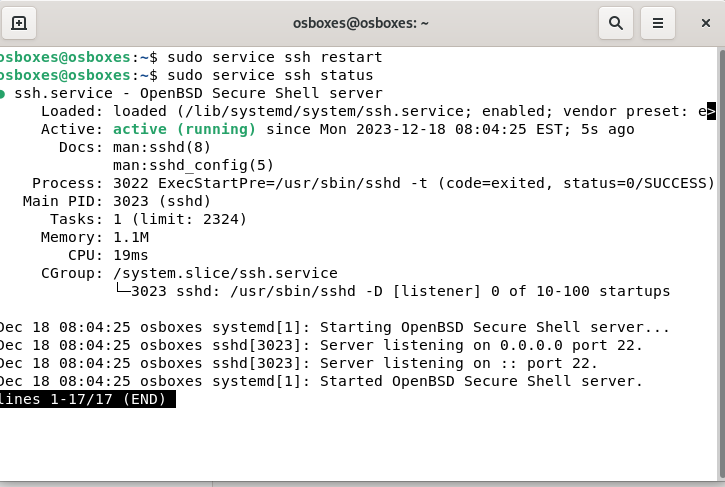 osboxes@osboxes: ~
osboxes@osboxes:~$ sudo service ssh restart
osboxes@osboxes:~$ sudo service ssh status
● ssh.service - OpenBSD Secure Shell server
     Loaded: loaded (/lib/systemd/system/ssh.service; enabled; vendor preset: e>
     Active: active (running) since Mon 2023-12-18 08:04:25 EST; 5s ago
       Docs: man:sshd(8)
             man:sshd_config(5)
    Process: 3022 ExecStartPre=/usr/sbin/sshd -t (code=exited, status=0/SUCCESS)
   Main PID: 3023 (sshd)
      Tasks: 1 (limit: 2324)
     Memory: 1.1M
        CPU: 19ms
     CGroup: /system.slice/ssh.service
             └─3023 sshd: /usr/sbin/sshd -D [listener] 0 of 10-100 startups

Dec 18 08:04:25 osboxes systemd[1]: Starting OpenBSD Secure Shell server...
Dec 18 08:04:25 osboxes sshd[3023]: Server listening on 0.0.0.0 port 22.
Dec 18 08:04:25 osboxes sshd[3023]: Server listening on :: port 22.
Dec 18 08:04:25 osboxes systemd[1]: Started OpenBSD Secure Shell server.
lines 1-17/17 (END)